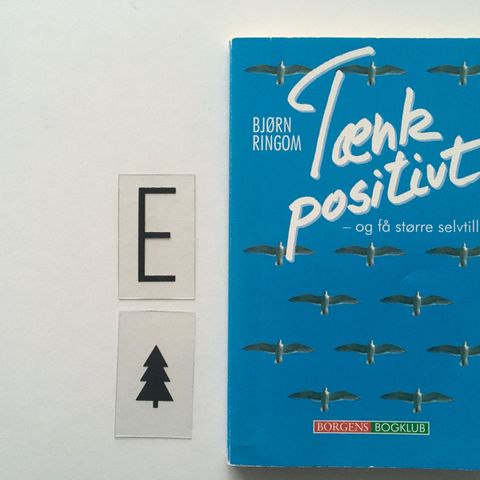 E
BJØRN
RINGOM
Tænk
positivt
– og få større selvtill
BORGENS BOGKLUB